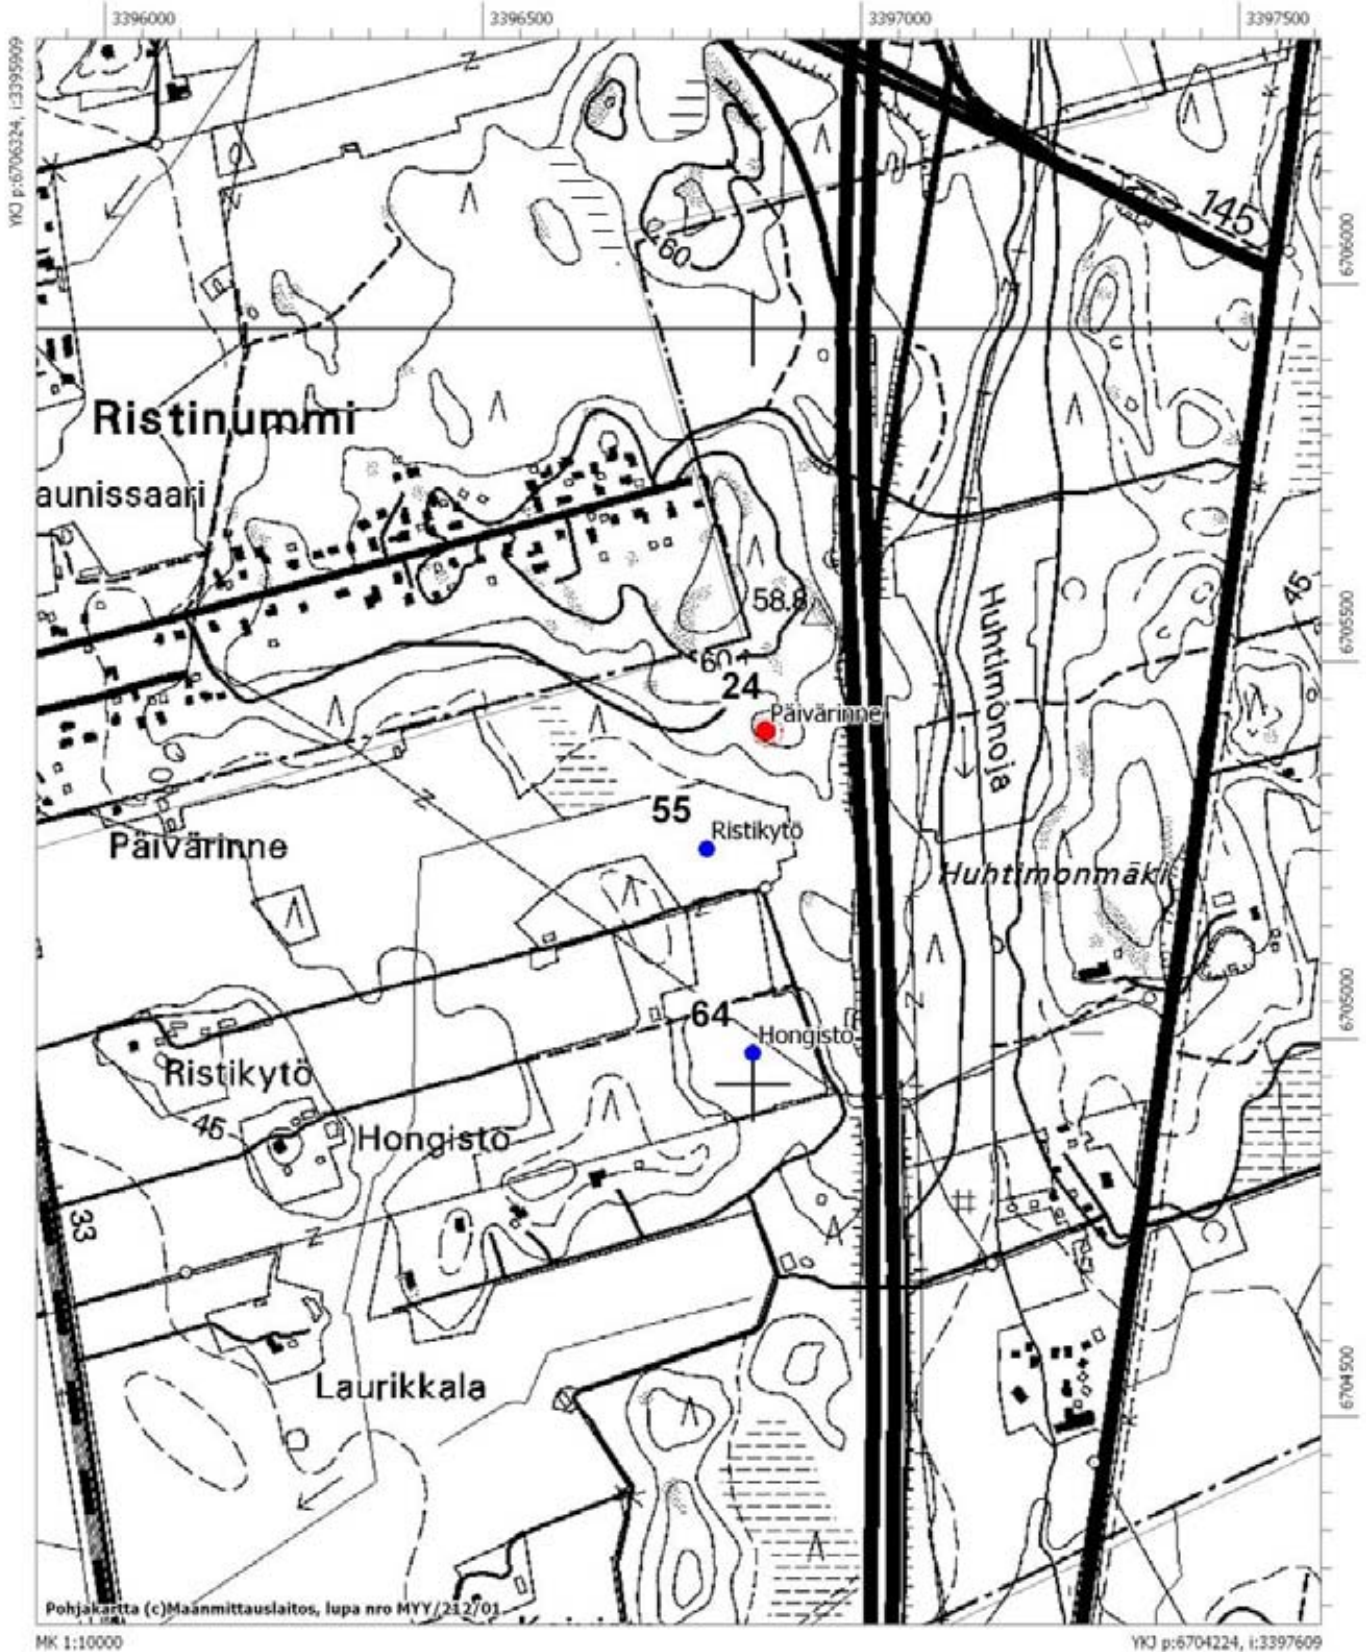 3396000
3396500
3397000
3397500
YKJ p:6706324, i:3395909
145
60
6706000
Ristinummi
aunissaari
58.8
45
6705500
60.1
24
Päivärinne
Huhtimonoja
55
Ristikytö
Päivärinne
Huhtimonmäki
64
Hongisto
6705000
Ristikytö
45
Hongisto
33
Laurikkala
6704500
Pohjakartta (c)Maanmittauslaitos, lupa nro MYY/212/01
MK 1:10000
YKJ p:6704224, i:3397609